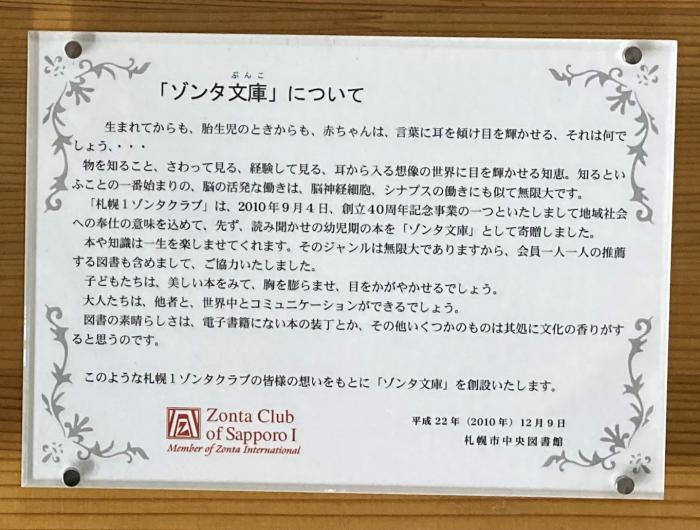 ぶんこ
「ゾンタ文庫」について
生まれてからも、胎生児のときからも、赤ちゃんは、言葉に耳を傾け目を輝かせる、それは何で
しょう、・・・
物を知ること、さわって見る、経験して見る、耳から入る想像の世界に目を輝かせる知恵。知るとい
ふことの一番始まりの、脳の活発な働きは、脳神経細胞、シナプスの働きにも似て無限大です。
「札幌１ゾンタクラブ」は、2010年９月４日、創立４0周年記念事業の一つといたしまして地域社会
への奉仕の意味を込めて、先ず、読み聞かせの幼児期の本を「ゾンタ文庫」として寄贈しました。
本や知識は一生を楽しませてくれます。そのジャンルは無限大でありますから、会員一人一人の推薦
する図書も含めまして、ご協力いたしました。
子どもたちは、美しい本をみて、胸を膨らませ、目をかがやかせるでしょう。
大人たちは、他者と、世界中とコミュニケーションができるでしょう。
図書の素晴らしさは、電子書籍にない本の装丁とか、その他いくつかのものは其処に文化の香りがす
ると思うのです。
このような札幌１ゾンタクラブの皆様の想いをもとに「ゾンタ文庫」を創設いたします。
Zonta Club
of Sapporo I
Member of Zonta International
平成２２年（2010年）１２月９日
札幌市中央図書館